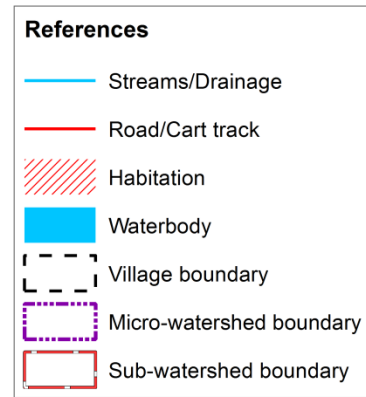 References
Streams/Drainage
Road/Cart track
Habitation
Waterbody
Village boundary
Micro-watershed boundary
Sub-watershed boundary